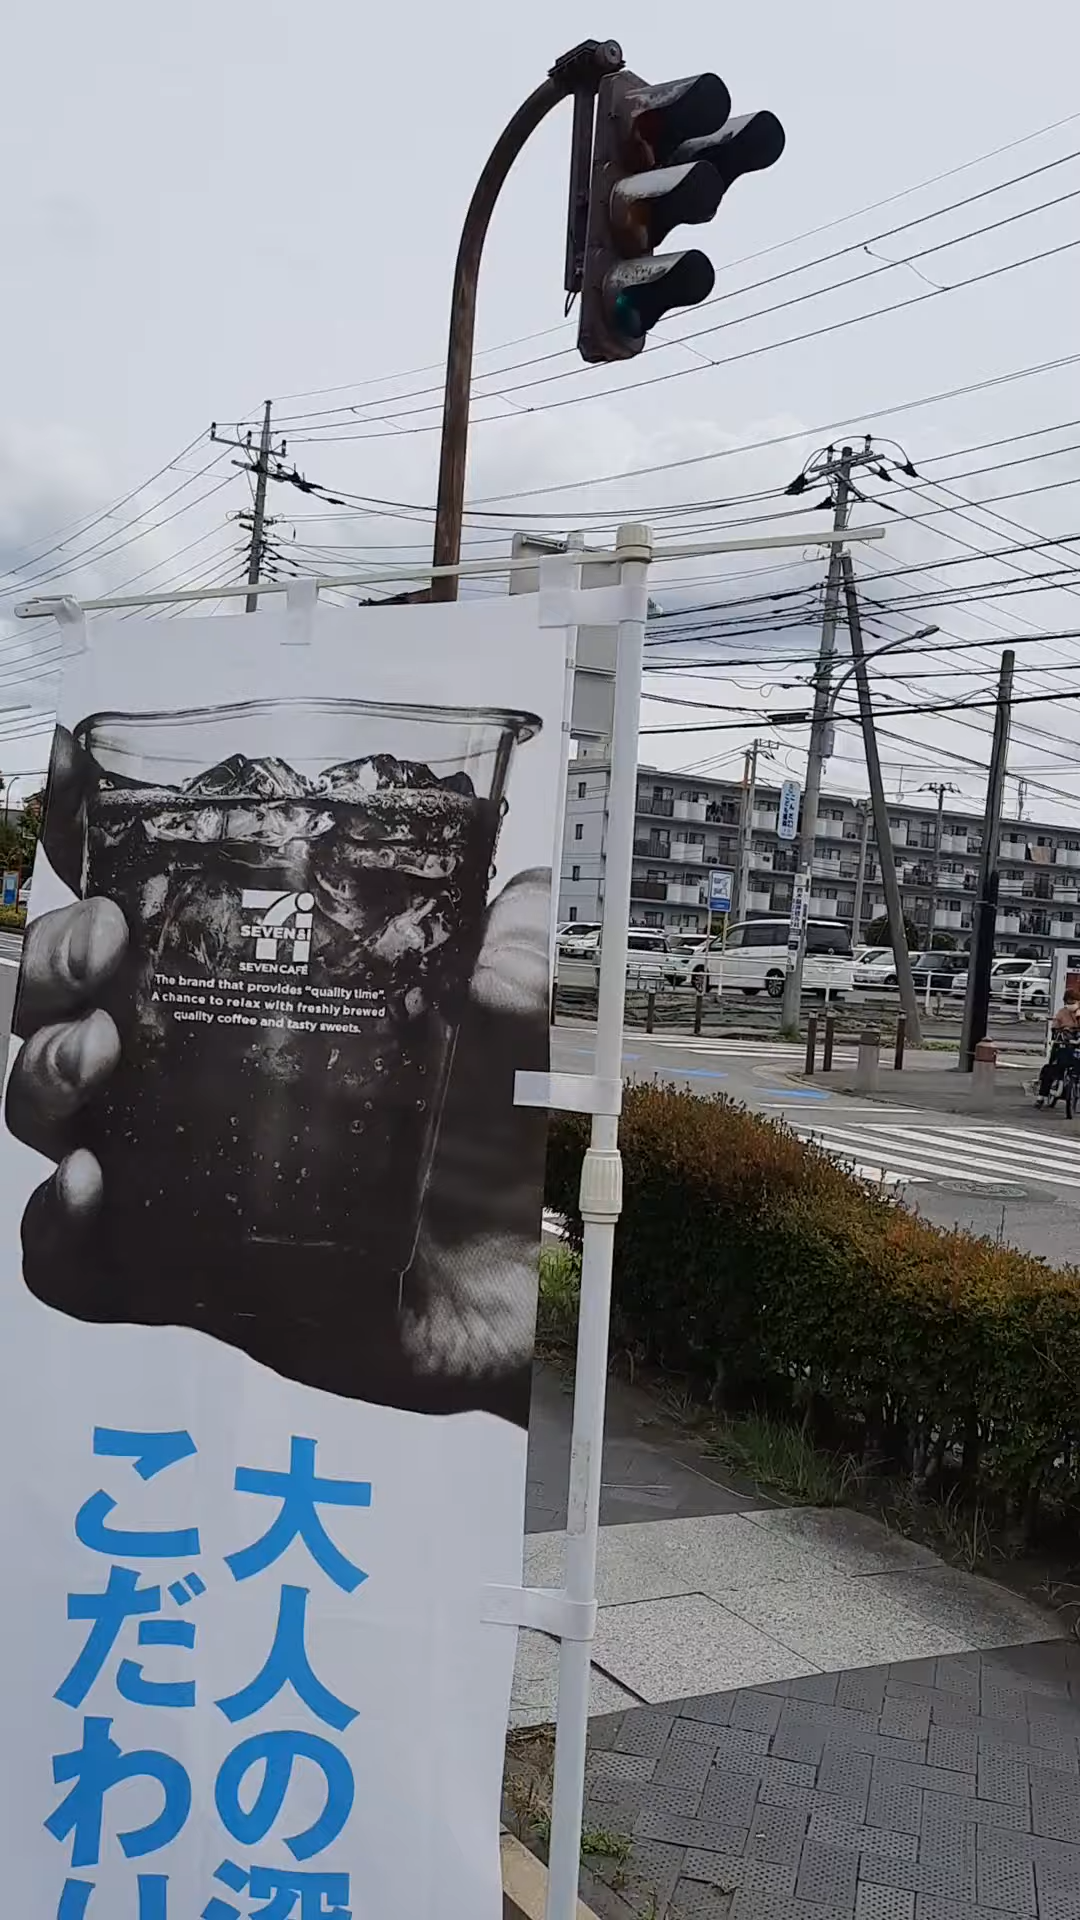 SEVEN&i
SEVEN CAFÉ
The brand that provides "quality time".
A chance to relax with freshly brewed
quality coffee and tasty sweets.
大人の深
こだわり